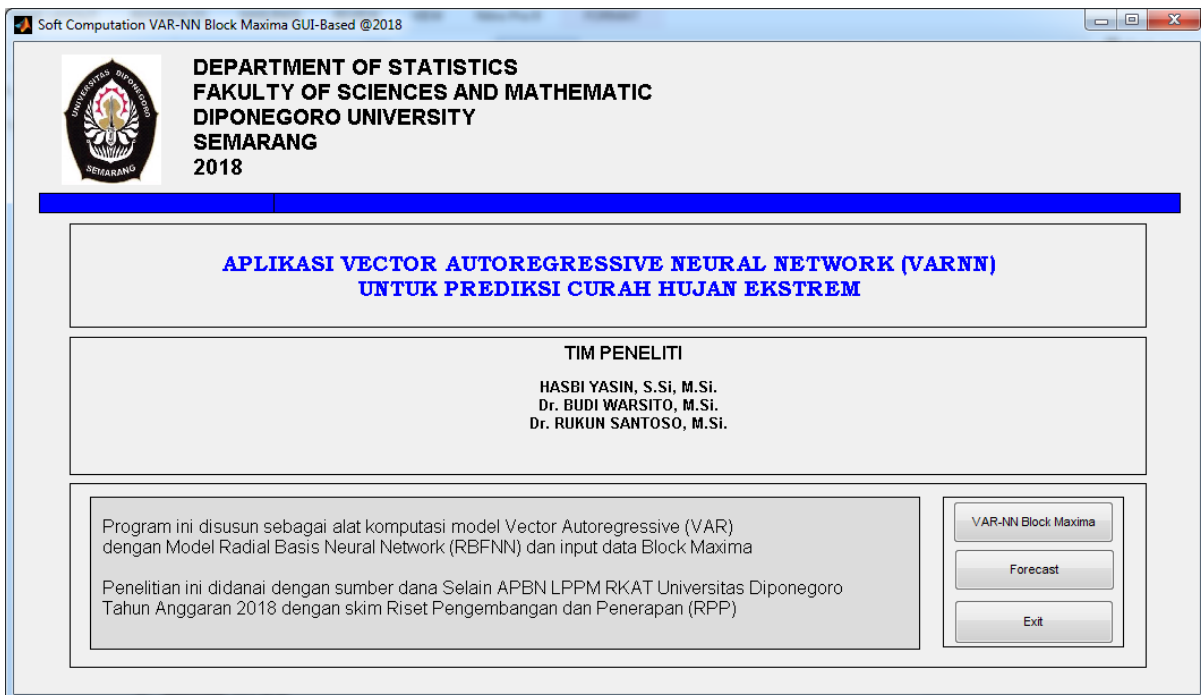 Soft Computation VAR-NN Block Maxima GUI-Based @2018
UNIVERSITAS DIPONEGORO
SEMARANG
DEPARTMENT OF STATISTICS
FAKULTY OF SCIENCES AND MATHEMATIC
DIPONEGORO UNIVERSITY
SEMARANG
2018
APLIKASI VECTOR AUTOREGRESSIVE NEURAL NETWORK (VARNN)
UNTUK PREDIKSI CURAH HUJAN EKSTREM
TIM PENELITI
HASBI YASIN, S.Si, M.Si.
Dr. BUDI WARSITO, M.Si.
Dr. RUKUN SANTOSO, M.Si.
Program ini disusun sebagai alat komputasi model Vector Autoregressive (VAR)
dengan Model Radial Basis Neural Network (RBFNN) dan input data Block Maxima
Penelitian ini didanai dengan sumber dana Selain APBN LPPM RKAT Universitas Diponegoro
Tahun Anggaran 2018 dengan skim Riset Pengembangan dan Penerapan (RPP)
VAR-NN Block Maxima
Forecast
Exit